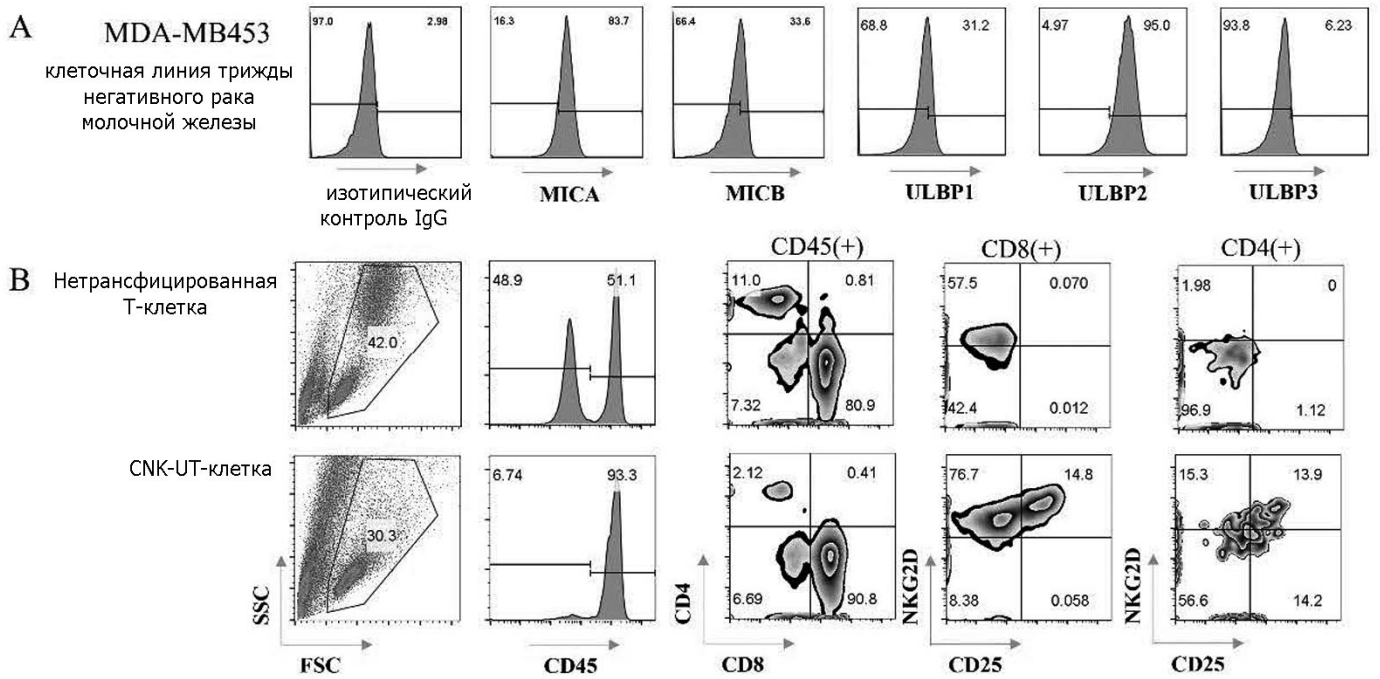 A
MDA-MB453
клеточная линия трижды
негативного рака
молочной железы
97.0 2.98
изотипический
контроль IgG
16.3 83.7
MICA
66.4 33.6
MICB
68.8 31.2
ULBP1
4.97 95.0
ULBP2
93.8 6.23
ULBP3
B
Нетрансфицированная
Т-клетка
CD45(+)
CD8(+)
CD4(+)
42.0
48.9 51.1
11.0 0.81
7.32 80.9
57.5 0.070
42.4 0.012
1.98 0
96.9 1.12
CNK-UT-клетка
30.3
6.74 93.3
2.12 0.41
6.69 90.8
76.7 14.8
8.38 0.058
15.3 13.9
56.6 14.2
SSC
FSC
CD45
CD4
CD8
NKG2D
CD25
NKG2D
CD25